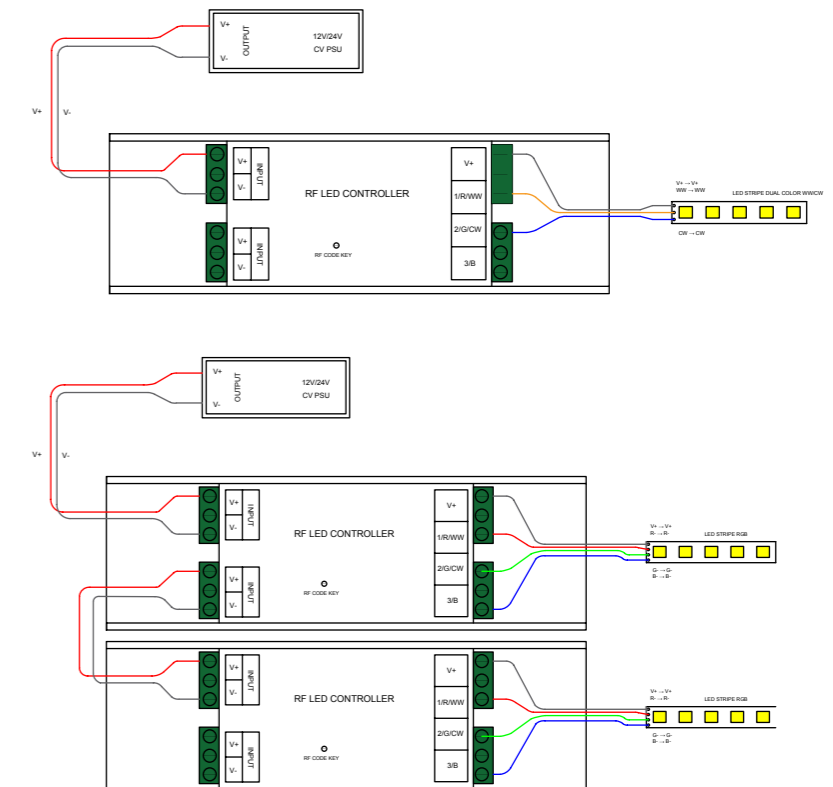 V+
OUTPUT
V-
12V/24V
CV PSU
V+
V-
V+
V-
INPUT
V+
V-
INPUT
RF LED CONTROLLER
RF CODE KEY
V+
1/R/WW
2/G/CW
3/B
V+ → V+
WW → WW
LED STRIPE DUAL COLOR WW/CW
CW → CW
V+
OUTPUT
V-
12V/24V
CV PSU
V+
V-
V+
V-
INPUT
V+
V-
INPUT
RF LED CONTROLLER
RF CODE KEY
V+
1/R/WW
2/G/CW
3/B
V+ → V+
R- → R-
LED STRIPE RGB
G- → G-
B- → B-
V+
V-
INPUT
V+
V-
INPUT
RF LED CONTROLLER
RF CODE KEY
V+
1/R/WW
2/G/CW
3/B
V+ → V+
R- → R-
LED STRIPE RGB
G- → G-
B- → B-